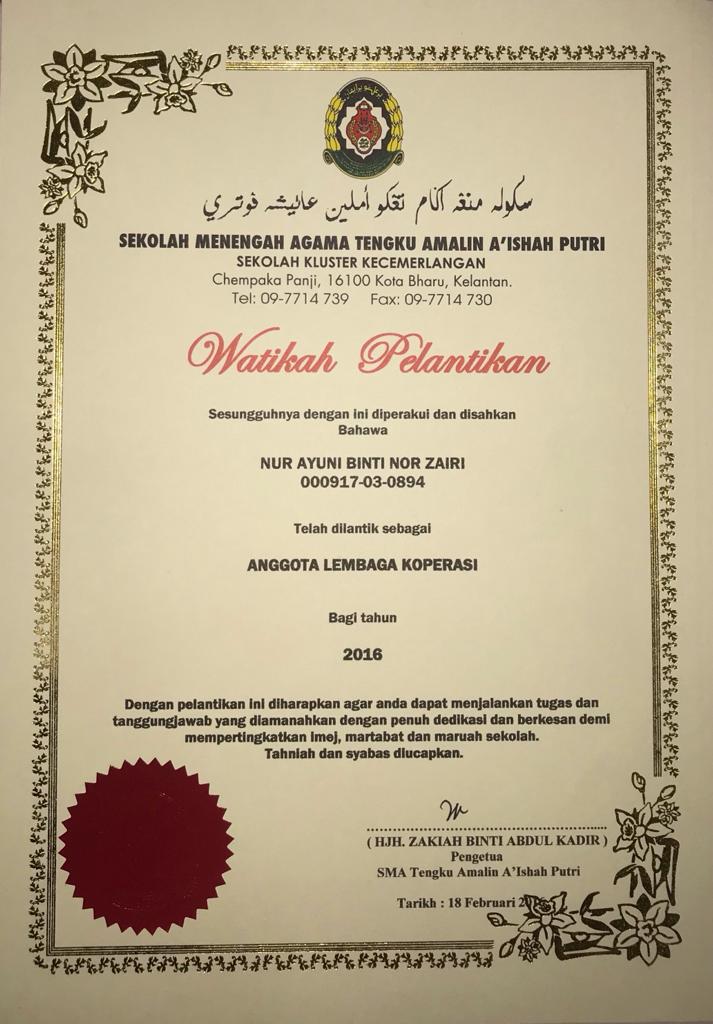 سكوله منڠه اݢام تڠكو أملين عائيشه فوتري
SEKOLAH MENENGAH AGAMA TENGKU AMALIN A'ISHAH PUTRI
SEKOLAH KLUSTER KECEMERLANGAN
Chempaka Panji, 16100 Kota Bharu, Kelantan.
Tel: 09-7714 739 Fax: 09-7714 730
Watikah Pelantikan
Sesungguhnya dengan ini diperakui dan disahkan
Bahawa
NUR AYUNI BINTI NOR ZAIRI
000917-03-0894
Telah dilantik sebagai
ANGGOTA LEMBAGA KOPERASI
Bagi tahun
2016
Dengan pelantikan ini diharapkan agar anda dapat menjalankan tugas dan
tanggungjawab yang diamanahkan dengan penuh dedikasi dan berkesan demi
mempertingkatkan imej, martabat dan maruah sekolah.
Tahniah dan syabas diucapkan.
( HJH. ZAKIAH BINTI ABDUL KADIR )
Pengetua
SMA Tengku Amalin A'Ishah Putri
Tarikh : 18 Februari